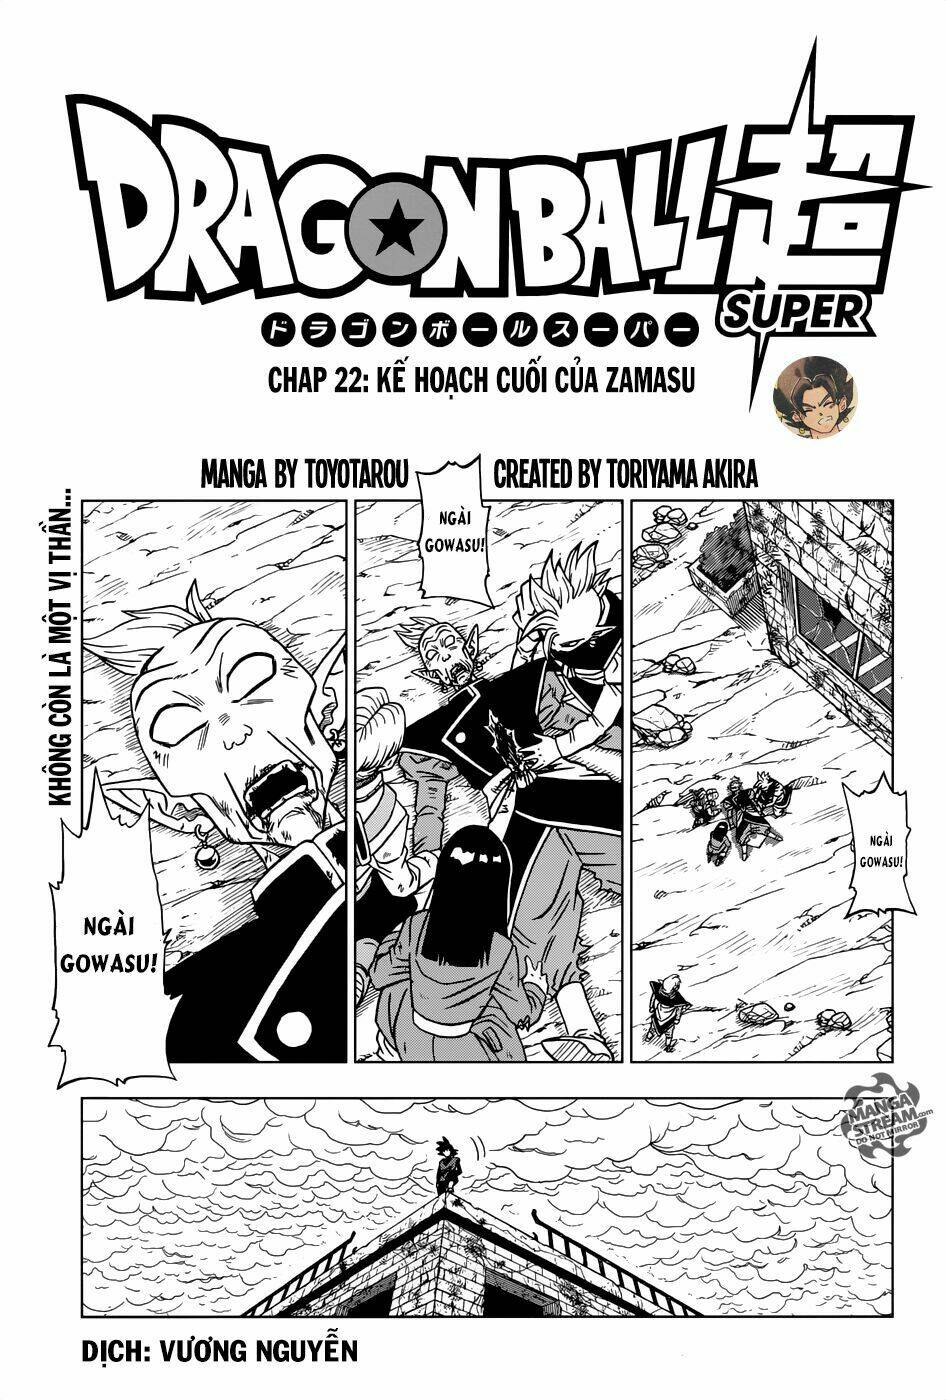 DRAGON BALL 超
SUPER
ドラゴンボールスーパー
CHAP 22: KẾ HOẠCH CUỐI CỦA ZAMASU
MANGA BY TOYOTAROU
CREATED BY TORIYAMA AKIRA
KHÔNG CÒN LÀ MỘT VỊ THẦN...
NGÀI
GOWASU!
NGÀI
GOWASU!
NGÀI
GOWASU!
MANGA
STREAM.com
DO NOT MIRROR
DỊCH: VƯƠNG NGUYỄN